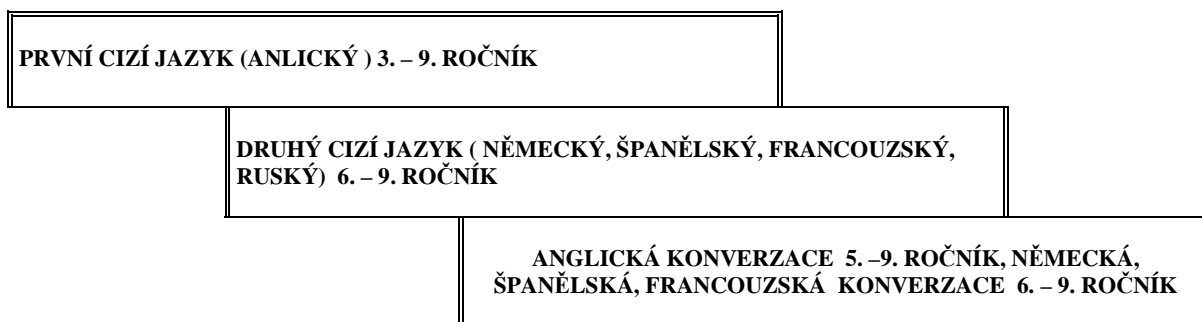 PRVNÍ CIZÍ JAZYK (ANLICKÝ ) 3. – 9. ROČNÍK
DRUHÝ CIZÍ JAZYK ( NĚMECKÝ, ŠPANĚLSKÝ, FRANCOUZSKÝ,
RUSKÝ) 6. – 9. ROČNÍK
ANGLICKÁ KONVERZACE 5. –9. ROČNÍK, NĚMECKÁ,
ŠPANĚLSKÁ, FRANCOUZSKÁ KONVERZACE 6. – 9. ROČNÍK